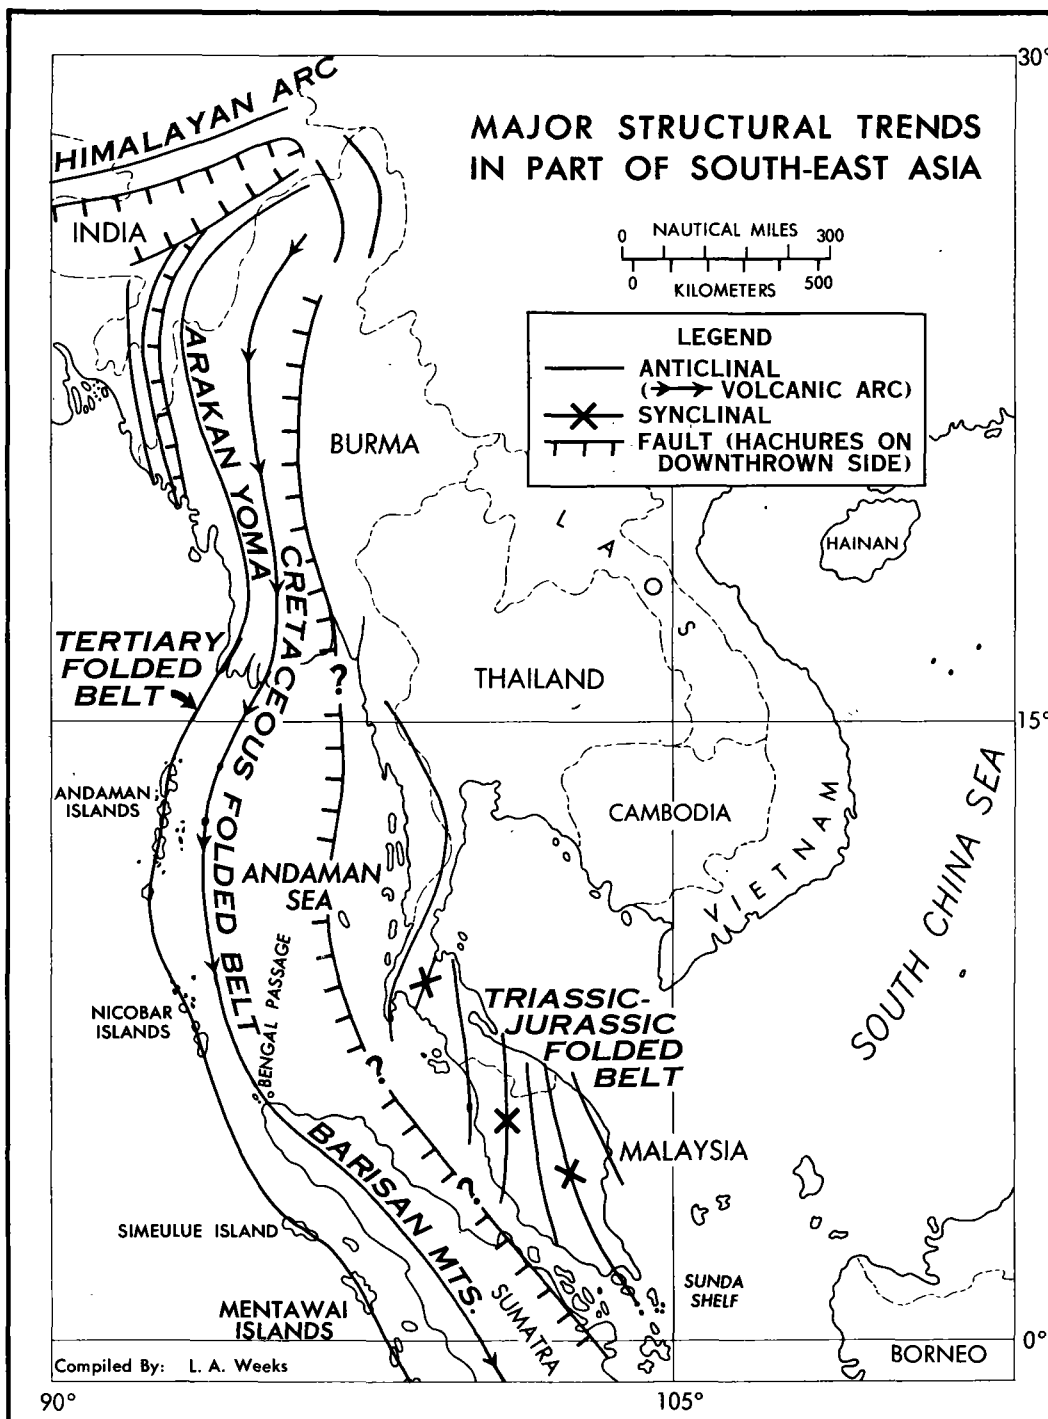 30°
HIMALAYAN ARC
MAJOR STRUCTURAL TRENDS
IN PART OF SOUTH-EAST ASIA
INDIA
0 NAUTICAL MILES 300
0 KILOMETERS 500
LEGEND
ANTICLINAL
(→→ VOLCANIC ARC)
SYNCLINAL
FAULT (HACHURES ON
DOWNTHROWN SIDE)
ARAKAN YOMA
BURMA
LAOS
HAINAN
CRETACEOUS FOLDED BELT
TERTIARY
FOLDED
BELT
?
THAILAND
15°
ANDAMAN
ISLANDS
CAMBODIA
VIETNAM
SOUTH CHINA SEA
ANDAMAN
SEA
BENGAL PASSAGE
NICOBAR
ISLANDS
TRIASSIC-
JURASSIC
FOLDED
BELT
?
BARISAN MTS.
MALAYSIA
?
SIMEULUE ISLAND
SUNDA
SHELF
MENTAWAI
ISLANDS
SUMATRA
0°
BORNEO
Compiled By: L. A. Weeks
90°
105°